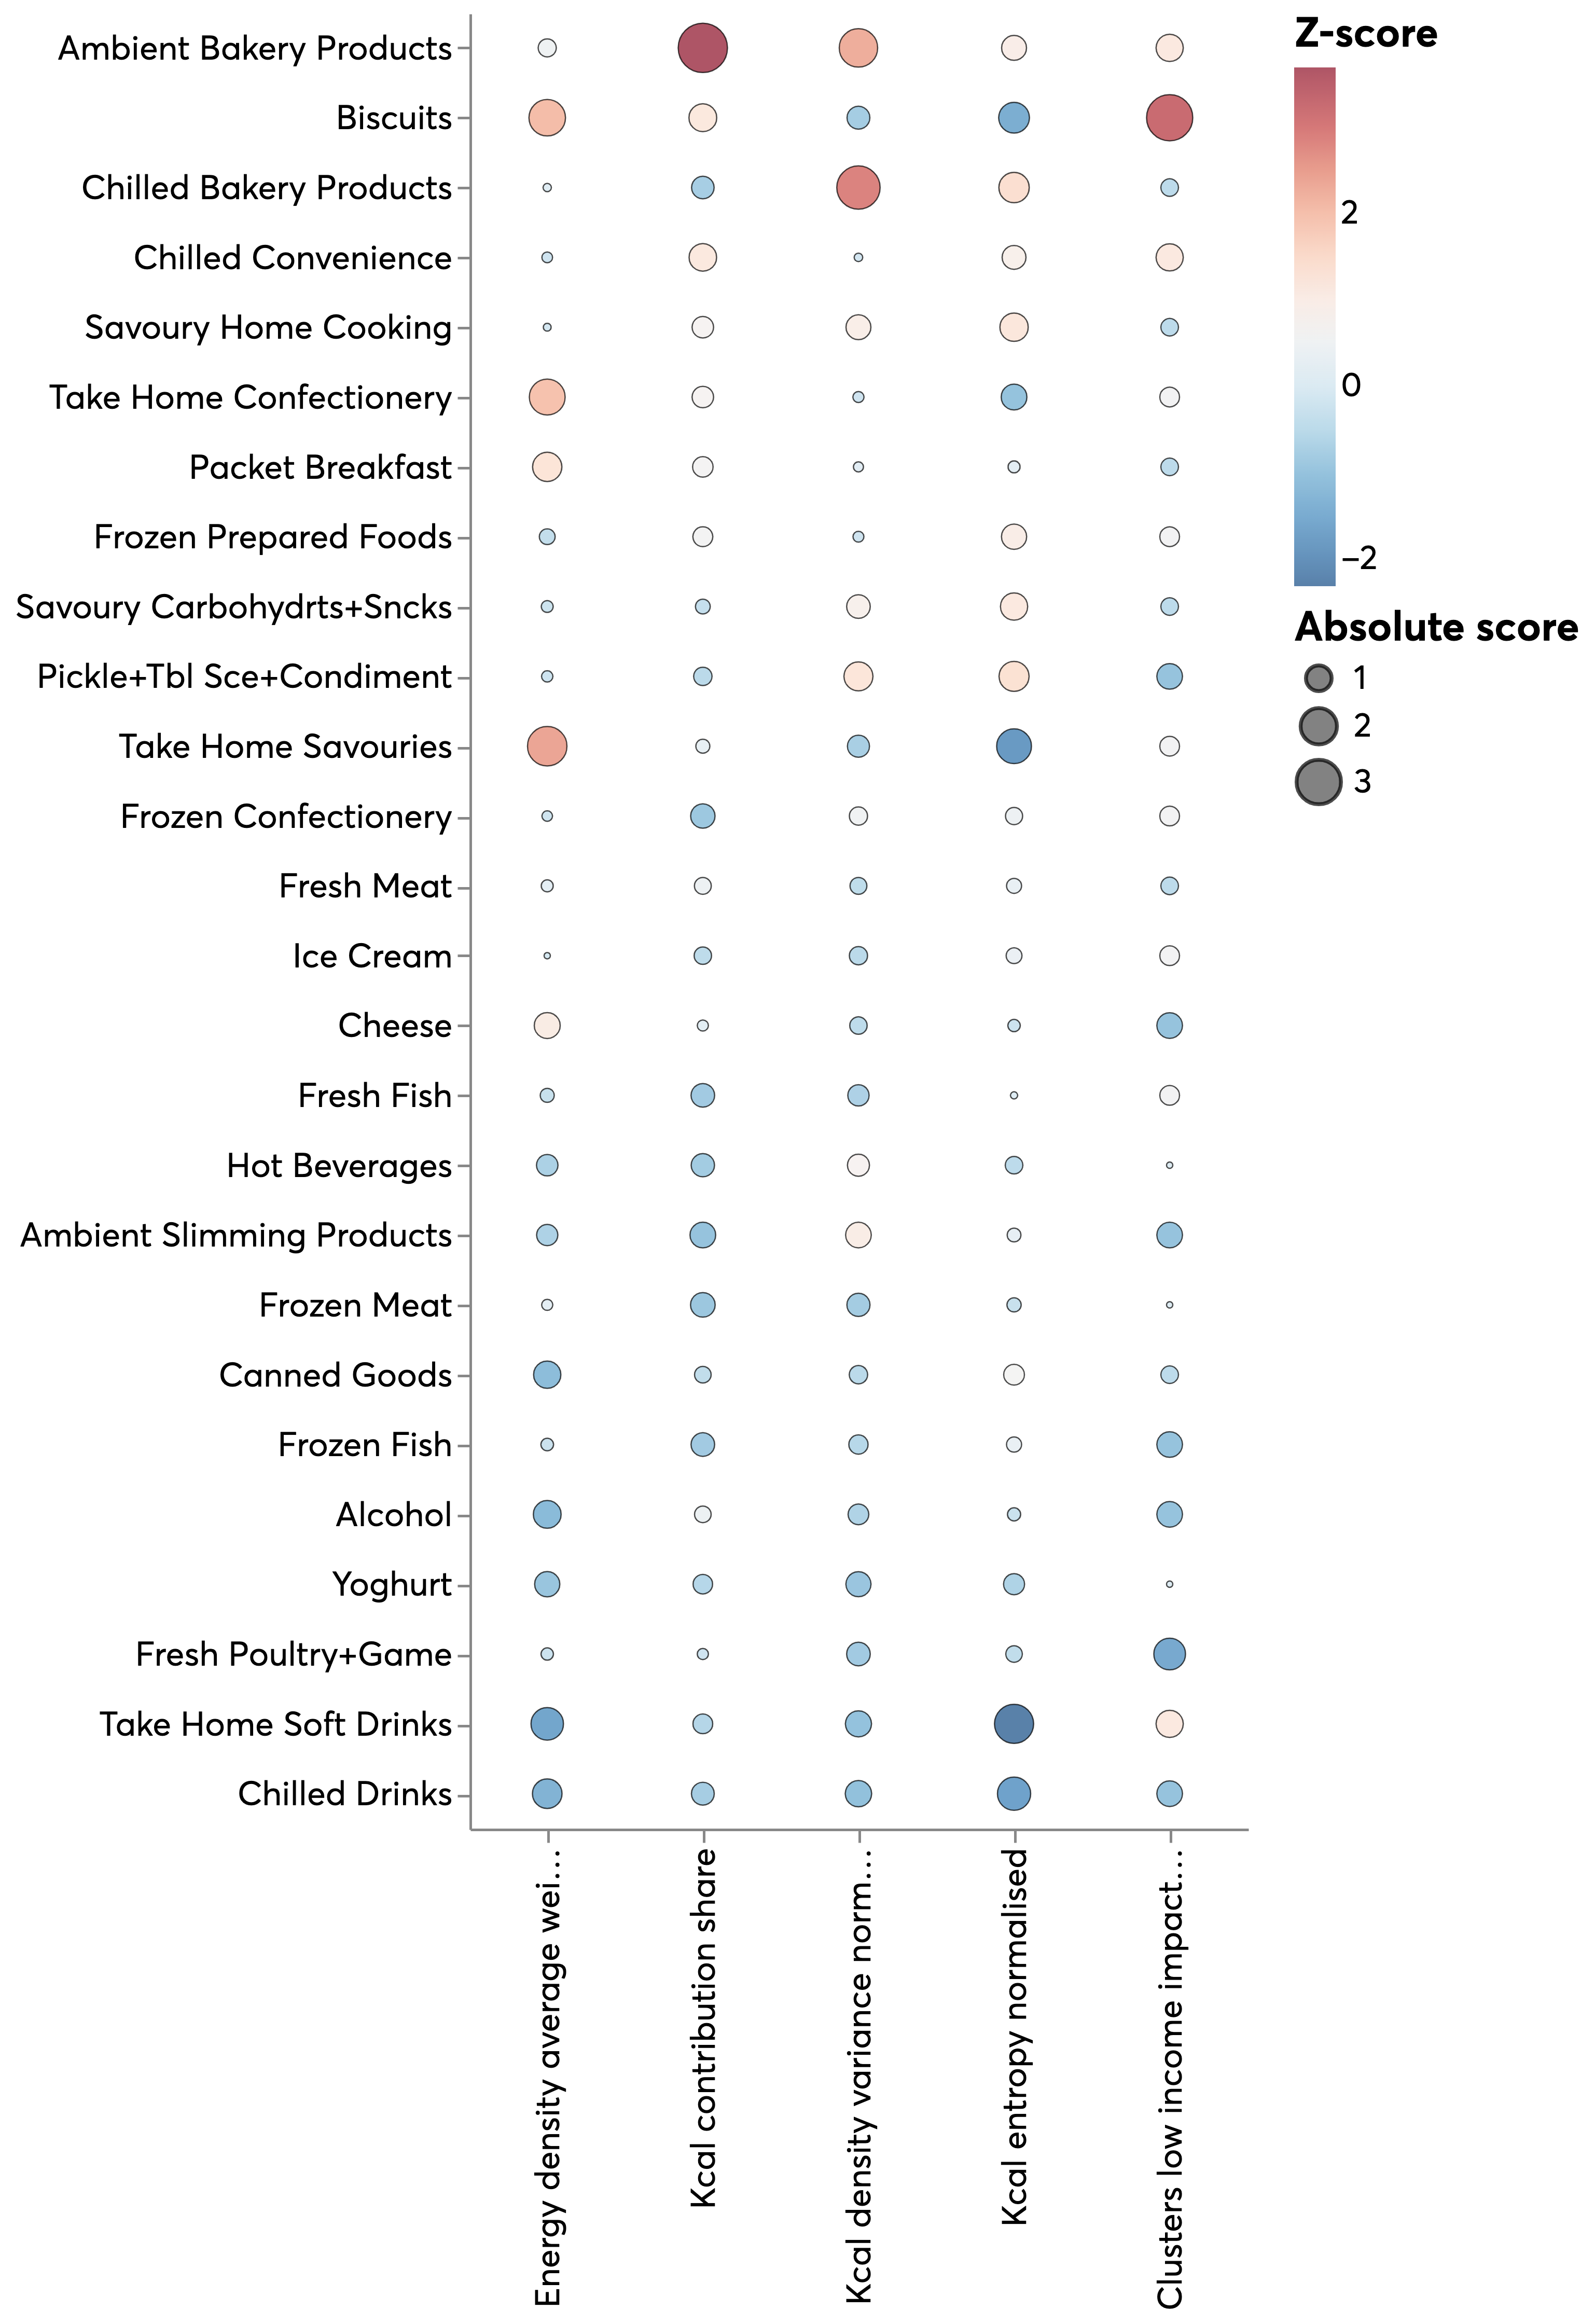 Ambient Bakery Products
Biscuits
Chilled Bakery Products
Chilled Convenience
Savoury Home Cooking
Take Home Confectionery
Packet Breakfast
Frozen Prepared Foods
Savoury Carbohydrts+Sncks
Pickle+Tbl Sce+Condiment
Take Home Savouries
Frozen Confectionery
Fresh Meat
Ice Cream
Cheese
Fresh Fish
Hot Beverages
Ambient Slimming Products
Frozen Meat
Canned Goods
Frozen Fish
Alcohol
Yoghurt
Fresh Poultry+Game
Take Home Soft Drinks
Chilled Drinks
Energy density average wei...
Kcal contribution share
Kcal density variance norm...
Kcal entropy normalised
Clusters low income impact...
Z-score
2
0
−2
Absolute score
1
2
3